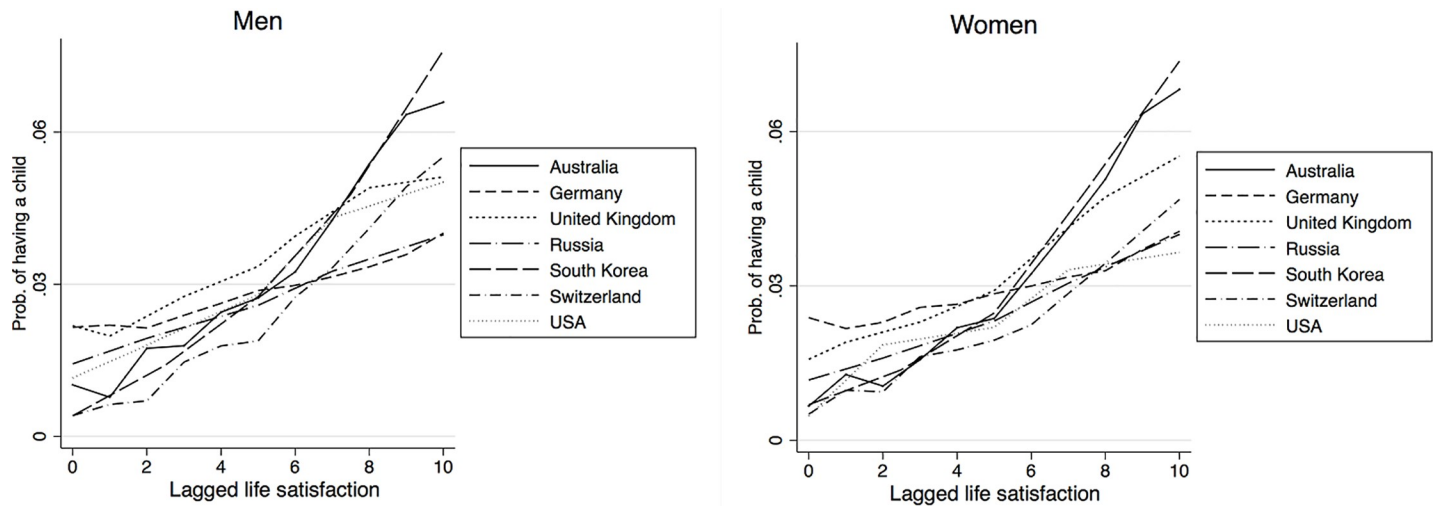 Men
Prob. of having a child
.06
.03
0
0 2 4 6 8 10
Lagged life satisfaction
Australia
Germany
United Kingdom
Russia
South Korea
Switzerland
USA
Women
Prob. of having a child
.06
.03
0
0 2 4 6 8 10
Lagged life satisfaction
Australia
Germany
United Kingdom
Russia
South Korea
Switzerland
USA